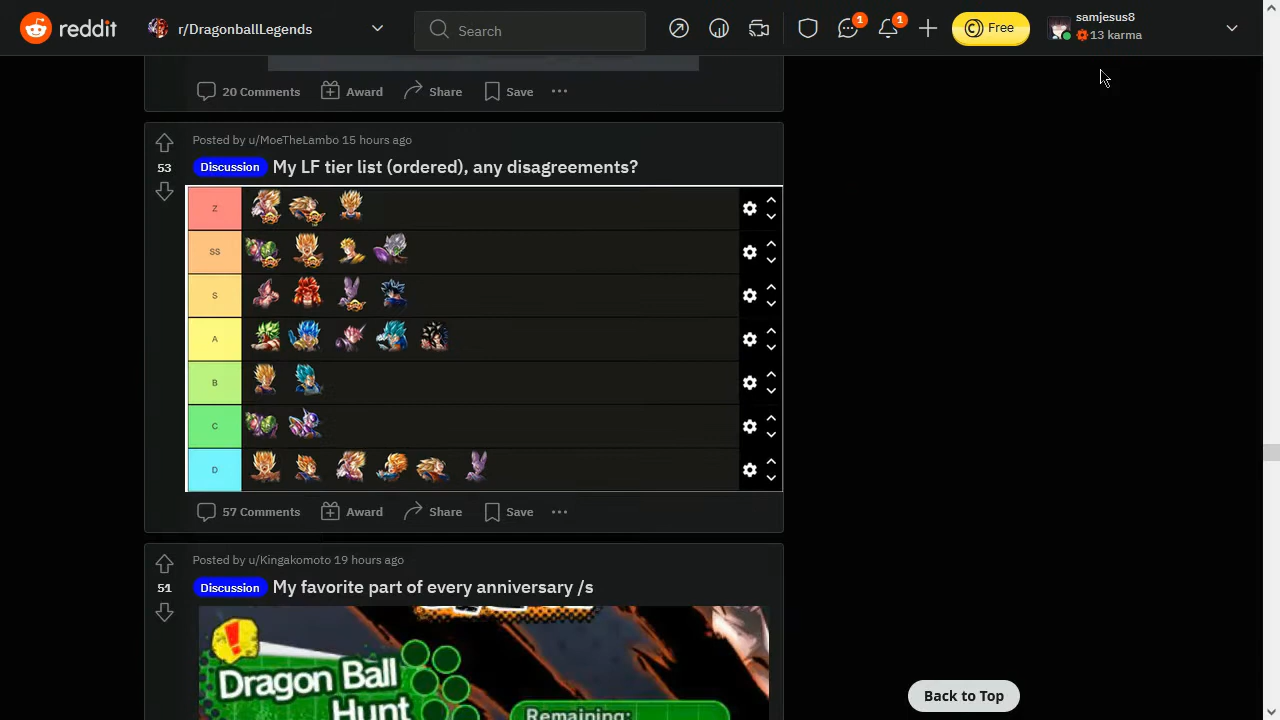 reddit
r/DragonballLegends
Search
1
1
Free
samjesus8
13 karma
20 Comments
Award
Share
Save
Posted by u/MoeTheLambo 15 hours ago
53
Discussion
My LF tier list (ordered), any disagreements?
Z
SS
S
A
B
C
D
57 Comments
Award
Share
Save
Posted by u/Kingakomoto 19 hours ago
51
Discussion
My favorite part of every anniversary /s
Dragon Ball
Hunt
Remaining:
Back to Top